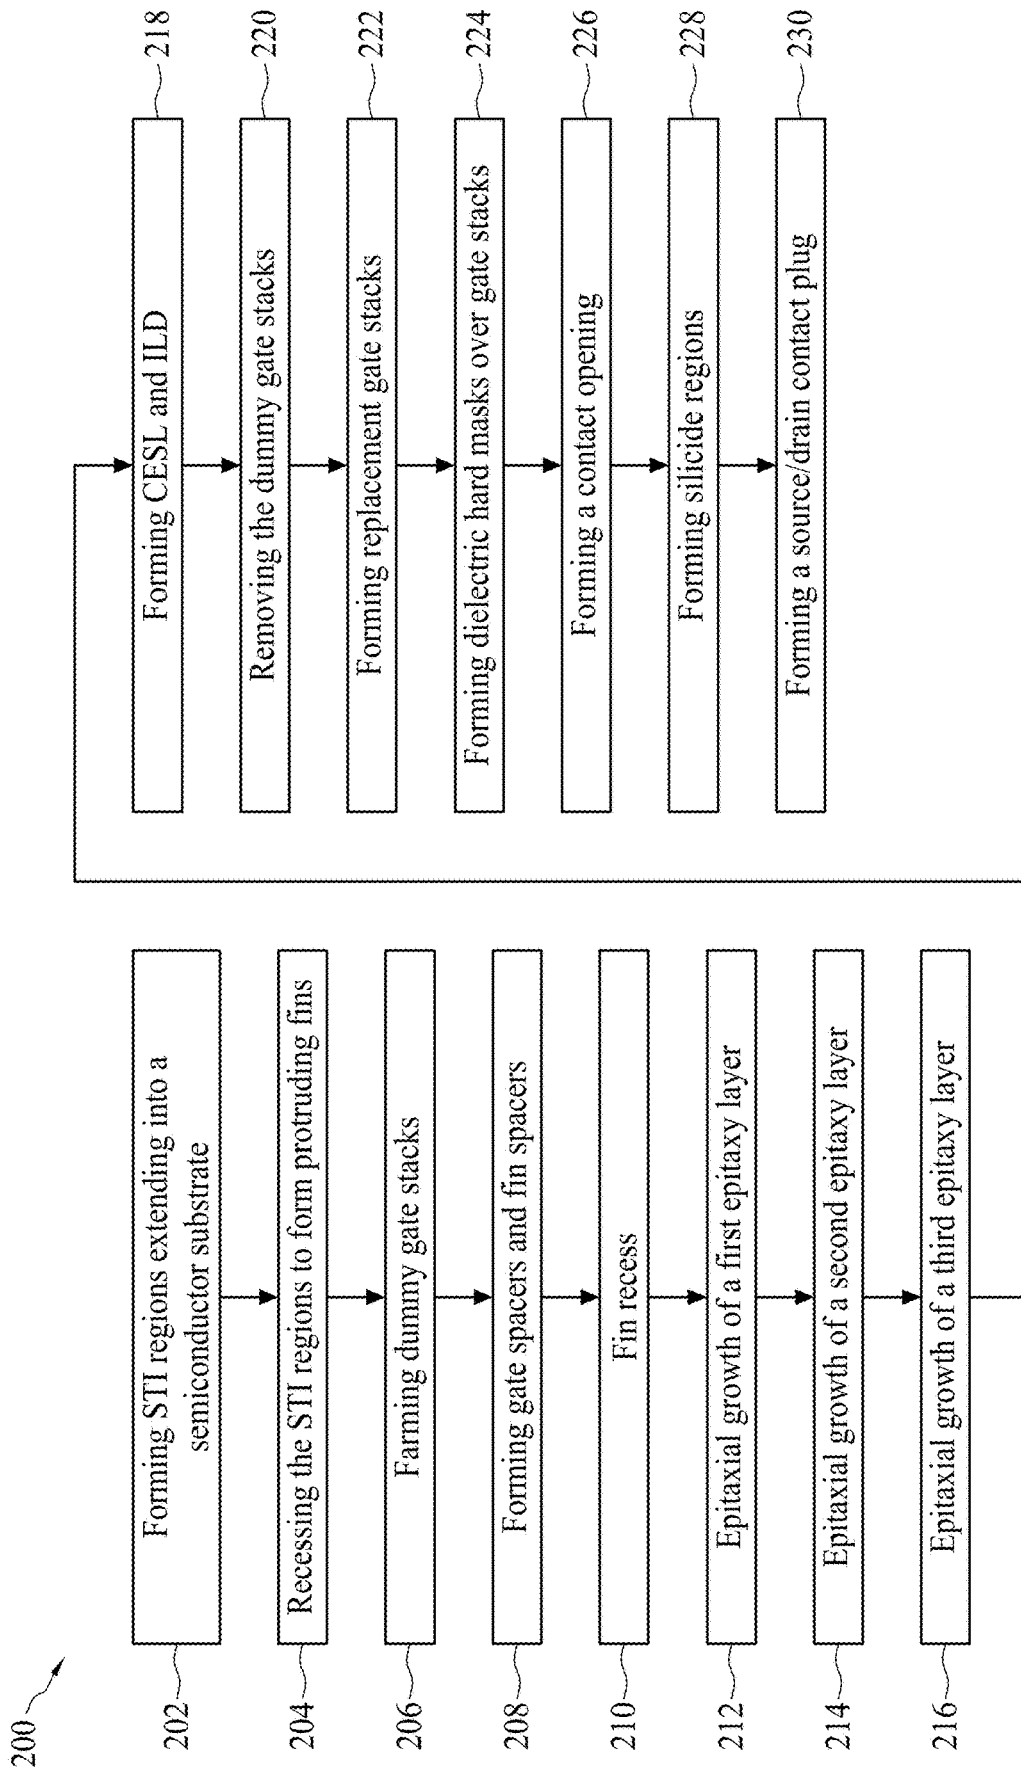 200
202
Forming STI regions extending into a
semiconductor substrate
204
Recessing the STI regions to form protruding fins
206
Farming dummy gate stacks
208
Forming gate spacers and fin spacers
210
Fin recess
212
Epitaxial growth of a first epitaxy layer
214
Epitaxial growth of a second epitaxy layer
216
Epitaxial growth of a third epitaxy layer
Forming CESL and ILD
218
Removing the dummy gate stacks
220
Forming replacement gate stacks
222
Forming dielectric hard masks over gate stacks
224
Forming a contact opening
226
Forming silicide regions
228
Forming a source/drain contact plug
230